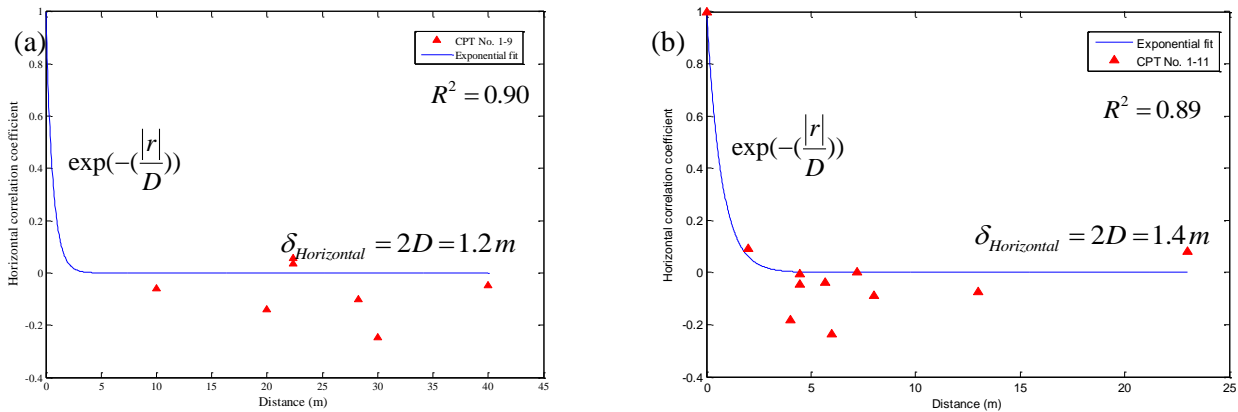 (a)
CPT No. 1-9
Exponential fit
R² = 0.90
exp(-(|r|/D))
δ_Horizontal = 2D = 1.2 m
Horizontal correlation coefficient
1
0.8
0.6
0.4
0.2
0
-0.2
-0.4
0 5 10 15 20 25 30 35 40 45
Distance (m)
(b)
Exponential fit
CPT No. 1-11
R² = 0.89
exp(-(|r|/D))
δ_Horizontal = 2D = 1.4 m
Horizontal correlation coefficient
1
0.8
0.6
0.4
0.2
0
-0.2
-0.4
0 5 10 15 20 25
Distance (m)